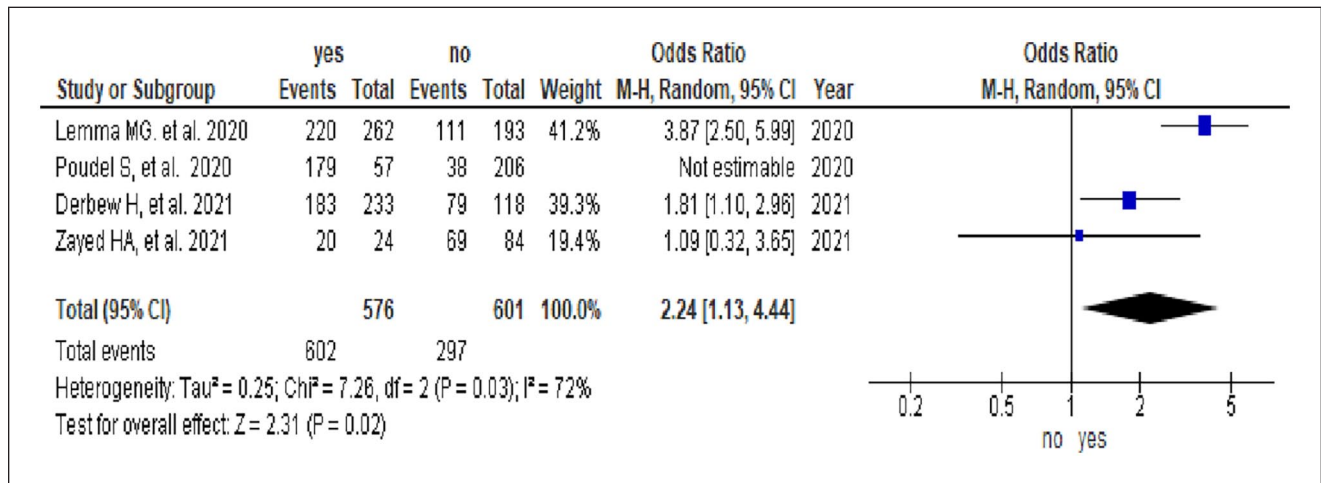 yes no Odds Ratio Odds Ratio
Study or Subgroup Events Total Events Total Weight M-H, Random, 95% CI Year M-H, Random, 95% CI
Lemma MG. et al. 2020 220 262 111 193 41.2% 3.87 [2.50, 5.99] 2020
Poudel S, et al. 2020 179 57 38 206 Not estimable 2020
Derbew H, et al. 2021 183 233 79 118 39.3% 1.81 [1.10, 2.96] 2021
Zayed HA, et al. 2021 20 24 69 84 19.4% 1.09 [0.32, 3.65] 2021
Total (95% CI) 576 601 100.0% 2.24 [1.13, 4.44]
Total events 602 297
Heterogeneity: Tau² = 0.25; Chi² = 7.26, df = 2 (P = 0.03); I² = 72%
Test for overall effect: Z = 2.31 (P = 0.02)
0.2 0.5 1 2 5
no yes